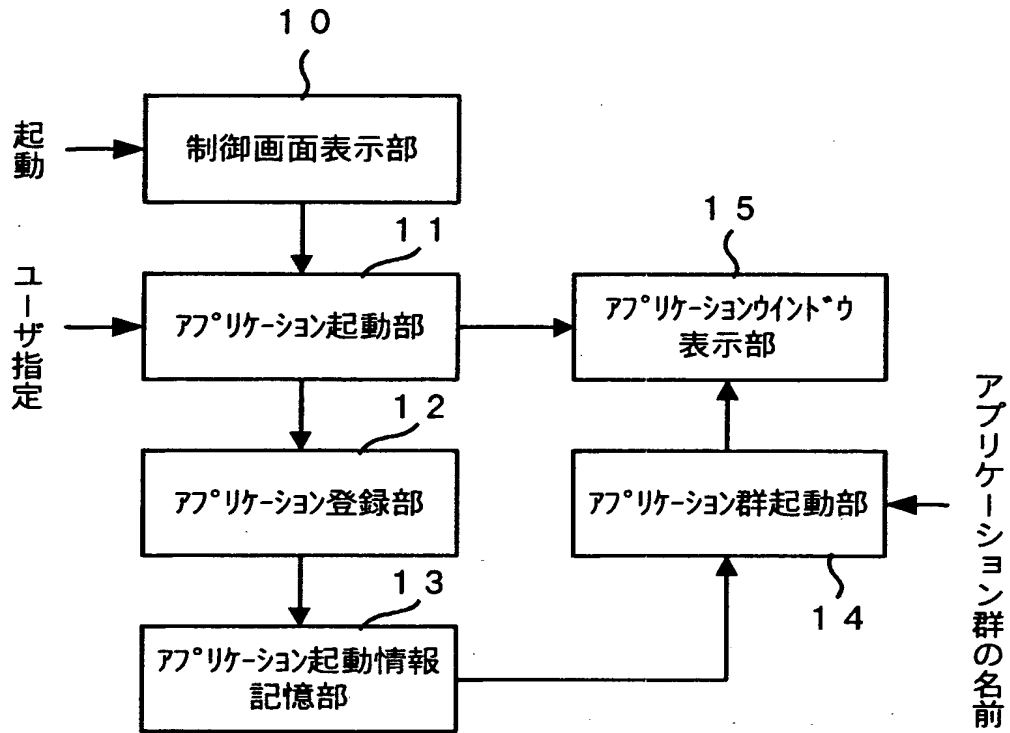 １０
起動
制御画面表示部
１１
１５
ユーザ指定
ｱﾌﾟﾘｹｰｼｮﾝ起動部
ｱﾌﾟﾘｹｰｼｮﾝｳｲﾝﾄﾞｳ
表示部
１２
ｱﾌﾟﾘｹｰｼｮﾝ登録部
ｱﾌﾟﾘｹｰｼｮﾝ群起動部
アプリケーション群の名前
１３
１４
ｱﾌﾟﾘｹｰｼｮﾝ起動情報
記憶部